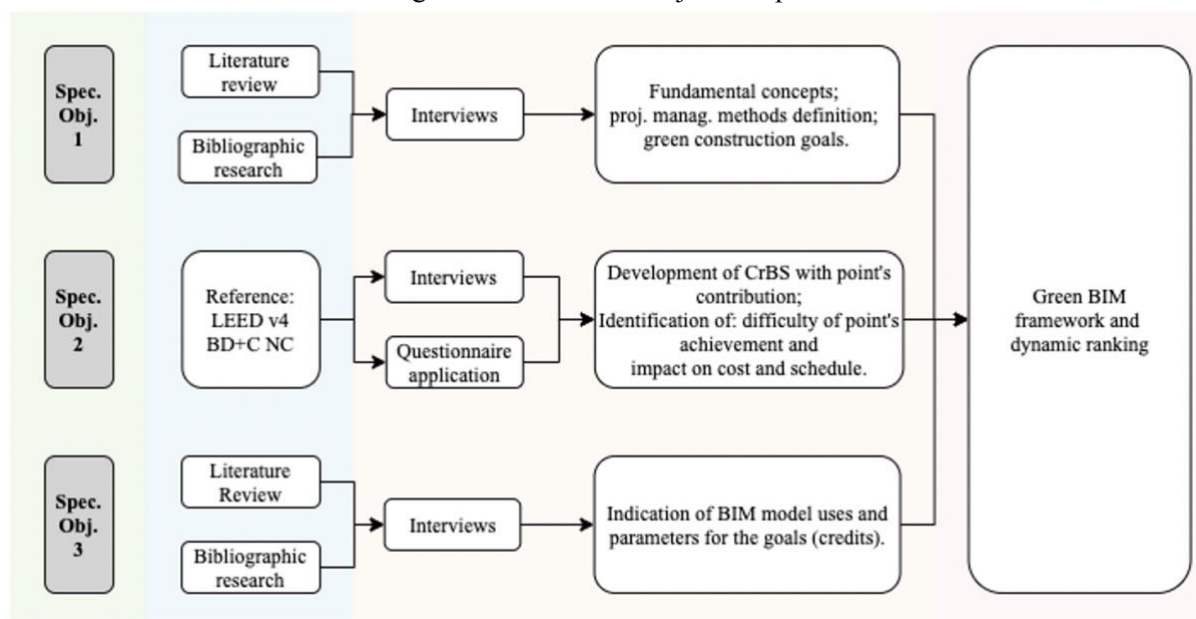 Spec.
Obj.
1
Literature
review
Bibliographic
research
Interviews
Fundamental concepts;
proj. manag. methods definition;
green construction goals.
Spec.
Obj.
2
Reference:
LEED v4
BD+C NC
Interviews
Questionnaire
application
Development of CrBS with point's
contribution;
Identification of: difficulty of point's
achievement and
impact on cost and schedule.
Spec.
Obj.
3
Literature
Review
Bibliographic
research
Interviews
Indication of BIM model uses and
parameters for the goals (credits).
Green BIM
framework and
dynamic ranking